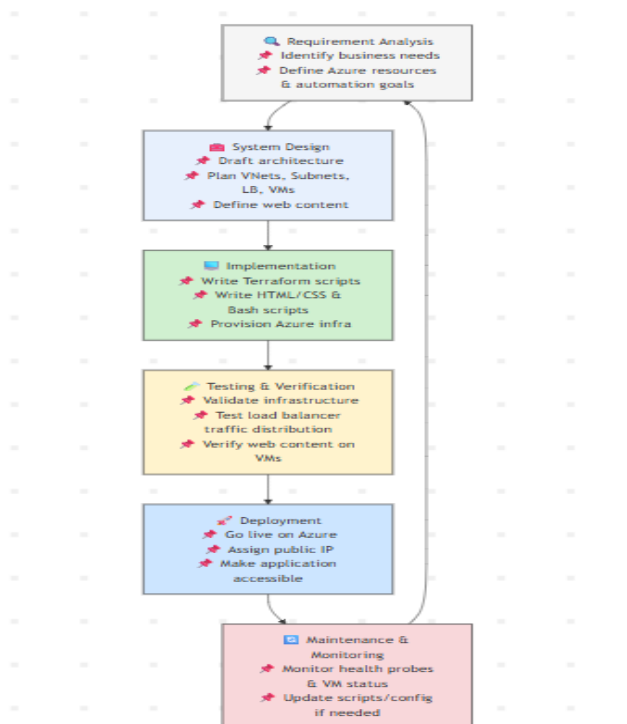 🔍 Requirement Analysis
📌 Identify business needs
📌 Define Azure resources
& automation goals
🧰 System Design
📌 Draft architecture
📌 Plan VNets, Subnets,
LB, VMs
📌 Define web content
💻 Implementation
📌 Write Terraform scripts
📌 Write HTML/CSS &
Bash scripts
📌 Provision Azure infra
🧪 Testing & Verification
📌 Validate infrastructure
📌 Test load balancer
traffic distribution
📌 Verify web content on
VMs
🚀 Deployment
📌 Go live on Azure
📌 Assign public IP
📌 Make application
accessible
🔄 Maintenance &
Monitoring
📌 Monitor health probes
& VM status
📌 Update scripts/config
if needed